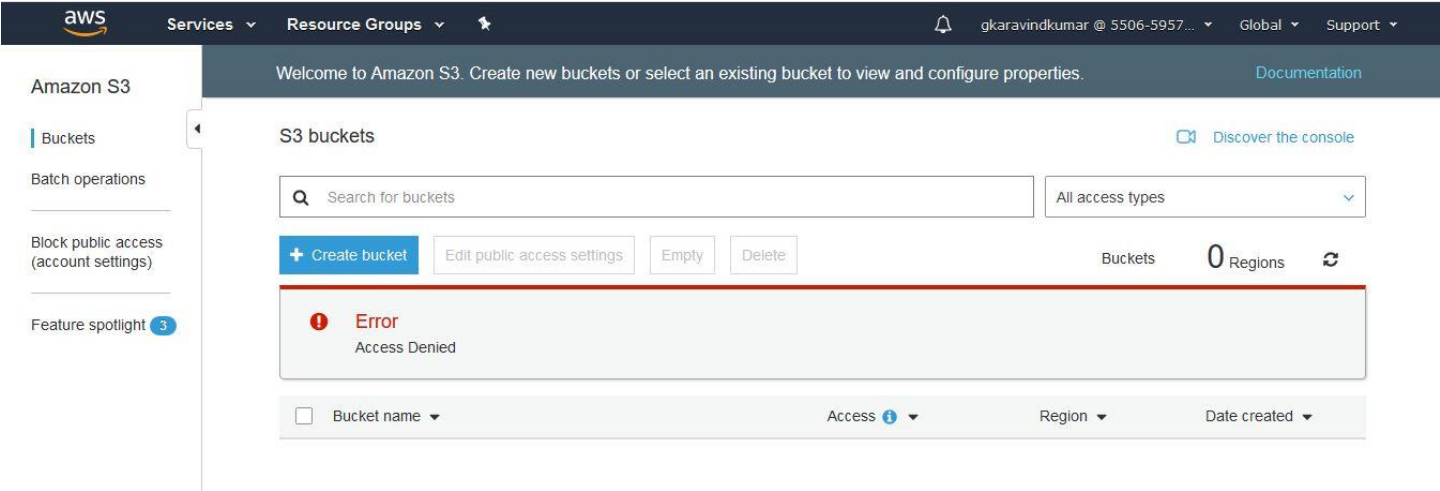 aws Services Resource Groups gkaravindkumar @ 5506-5957... Global Support
Amazon S3
Buckets
Batch operations
Block public access
(account settings)
Feature spotlight 3
Welcome to Amazon S3. Create new buckets or select an existing bucket to view and configure properties. Documentation
S3 buckets Discover the console
Search for buckets All access types
Create bucket Edit public access settings Empty Delete Buckets 0 Regions
Error
Access Denied
Bucket name Access Region Date created